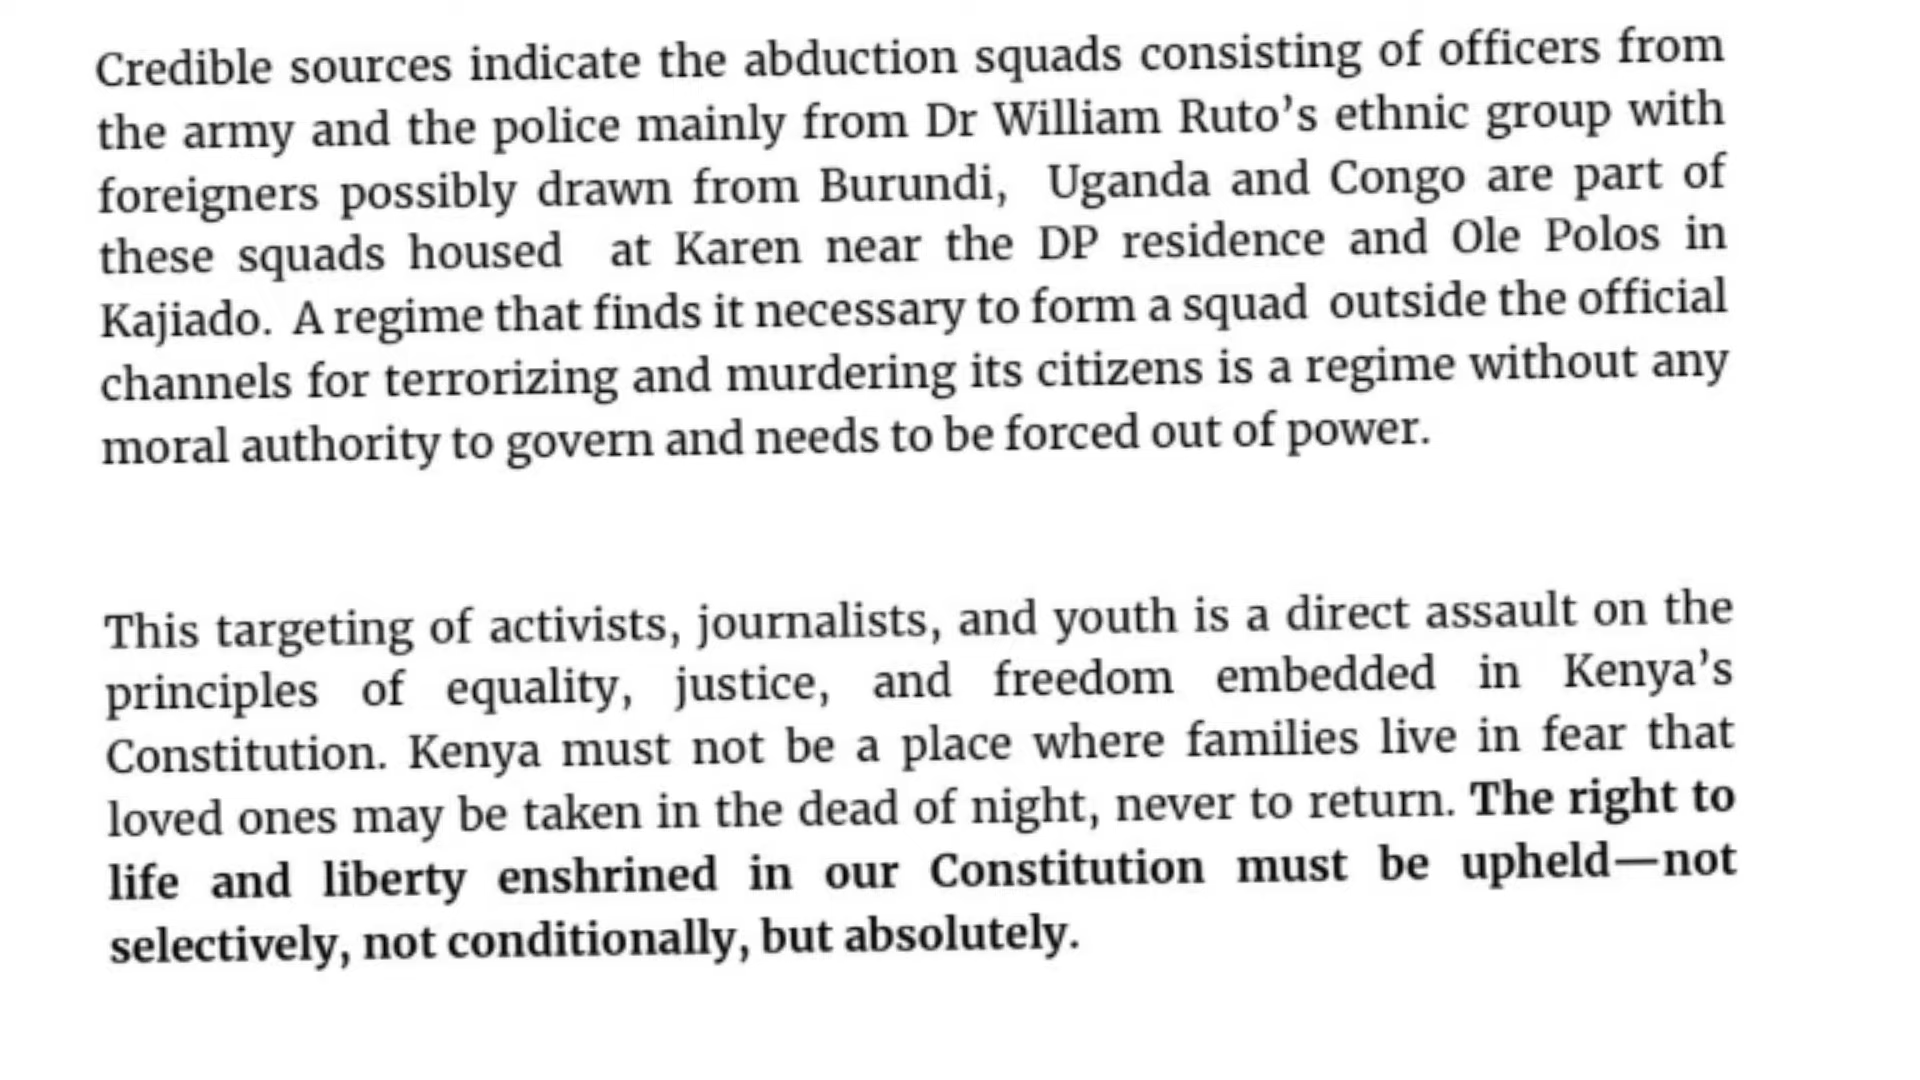 Credible sources indicate the abduction squads consisting of officers from
the army and the police mainly from Dr William Ruto’s ethnic group with
foreigners possibly drawn from Burundi, Uganda and Congo are part of
these squads housed at Karen near the DP residence and Ole Polos in
Kajiado. A regime that finds it necessary to form a squad outside the official
channels for terrorizing and murdering its citizens is a regime without any
moral authority to govern and needs to be forced out of power.
This targeting of activists, journalists, and youth is a direct assault on the
principles of equality, justice, and freedom embedded in Kenya’s
Constitution. Kenya must not be a place where families live in fear that
loved ones may be taken in the dead of night, never to return. The right to
life and liberty enshrined in our Constitution must be upheld—not
selectively, not conditionally, but absolutely.